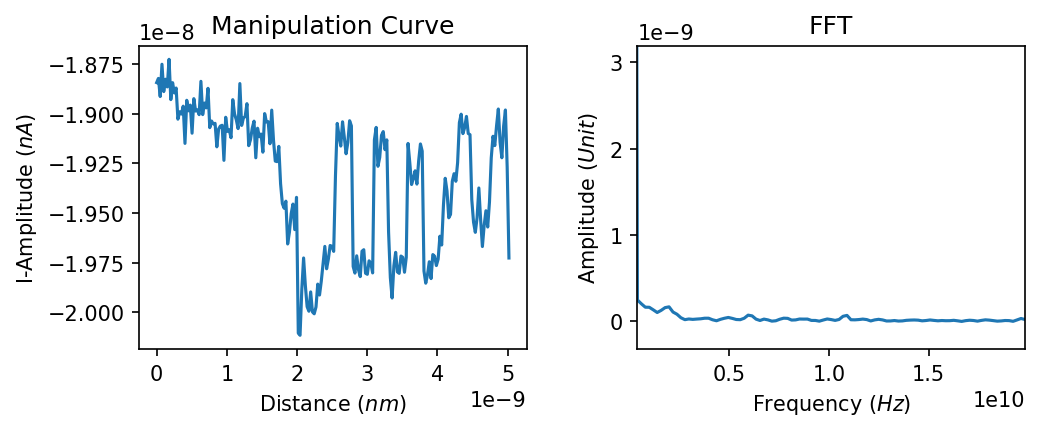 Manipulation Curve
1e−8
I-Amplitude (nA)
−1.875
−1.900
−1.925
−1.950
−1.975
−2.000
0 1 2 3 4 5
Distance (nm)
1e−9
FFT
1e−9
Amplitude (Unit)
3
2
1
0
0.5 1.0 1.5
Frequency (Hz)
1e10